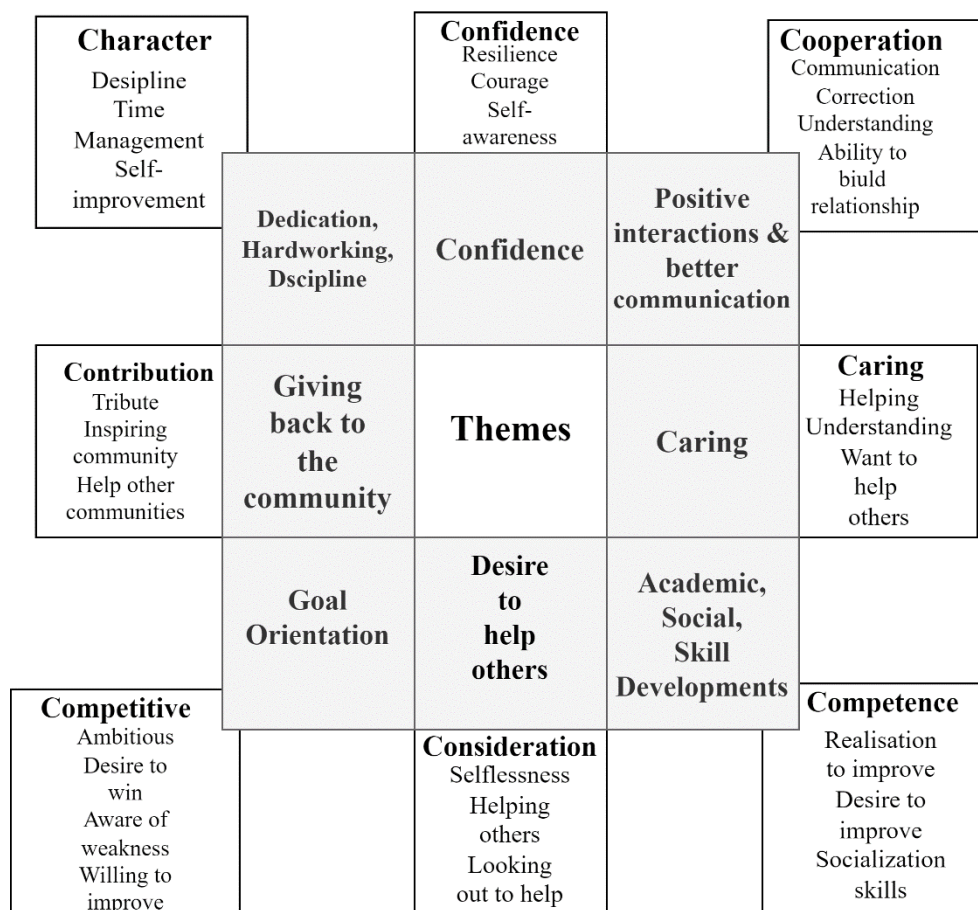 Character
Desipline
Time
Management
Self-
improvement
Confidence
Resilience
Courage
Self-
awareness
Cooperation
Communication
Correction
Understanding
Ability to
biuld
relationship
Dedication,
Hardworking,
Dscipline
Confidence
Positive
interactions &
better
communication
Contribution
Tribute
Inspiring
community
Help other
communities
Giving
back to
the
community
Themes
Caring
Caring
Helping
Understanding
Want to
help
others
Goal
Orientation
Desire
to
help
others
Academic,
Social,
Skill
Developments
Competitive
Ambitious
Desire to
win
Aware of
weakness
Willing to
improve
Consideration
Selflessness
Helping
others
Looking
out to help
Competence
Realisation
to improve
Desire to
improve
Socialization
skills